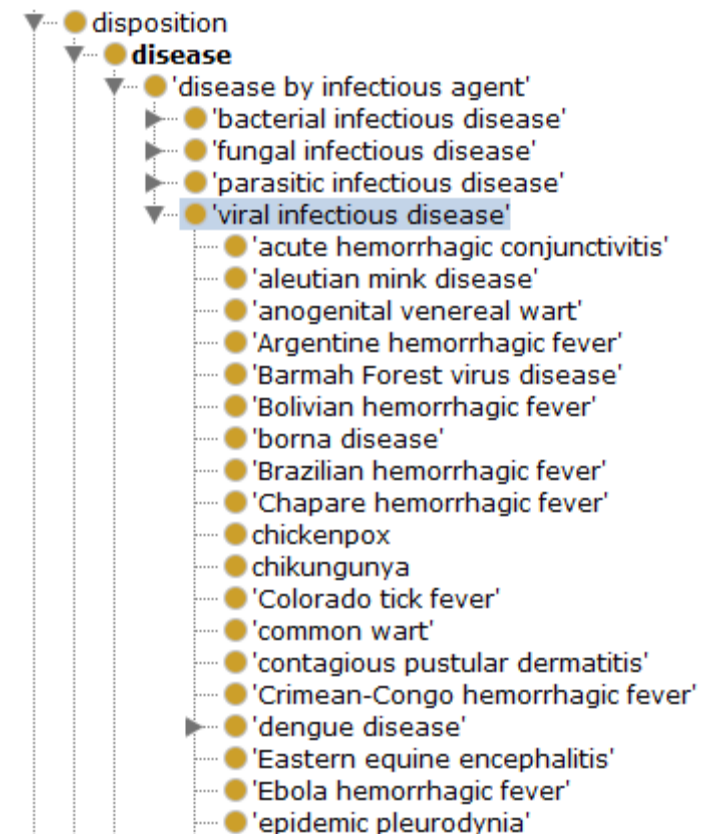 disposition
disease
'disease by infectious agent'
'bacterial infectious disease'
'fungal infectious disease'
'parasitic infectious disease'
'viral infectious disease'
'acute hemorrhagic conjunctivitis'
'aleutian mink disease'
'anogenital venereal wart'
'Argentine hemorrhagic fever'
'Barmah Forest virus disease'
'Bolivian hemorrhagic fever'
'borna disease'
'Brazilian hemorrhagic fever'
'Chapare hemorrhagic fever'
chickenpox
chikungunya
'Colorado tick fever'
'common wart'
'contagious pustular dermatitis'
'Crimean-Congo hemorrhagic fever'
'dengue disease'
'Eastern equine encephalitis'
'Ebola hemorrhagic fever'
'epidemic pleurodynia'